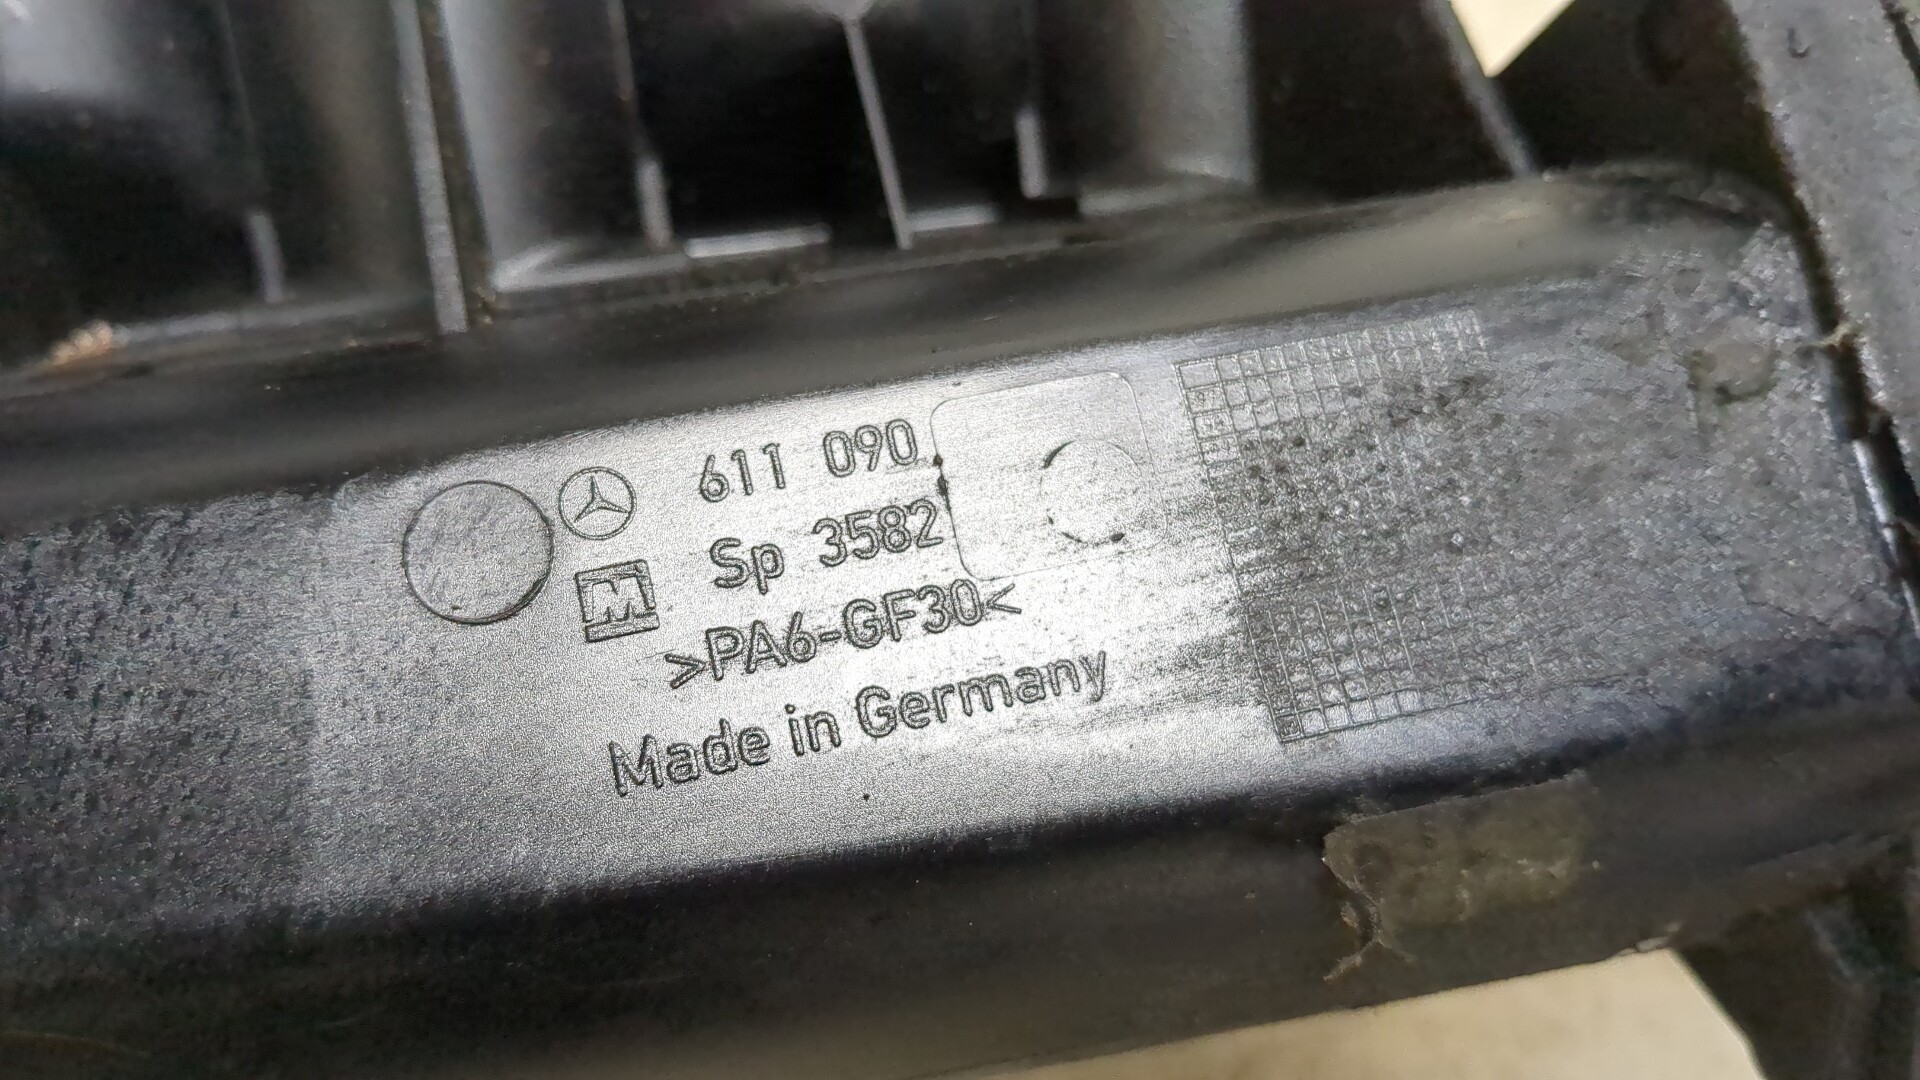 611 090
Sp 3582
M
>PA6-GF30<
Made in Germany